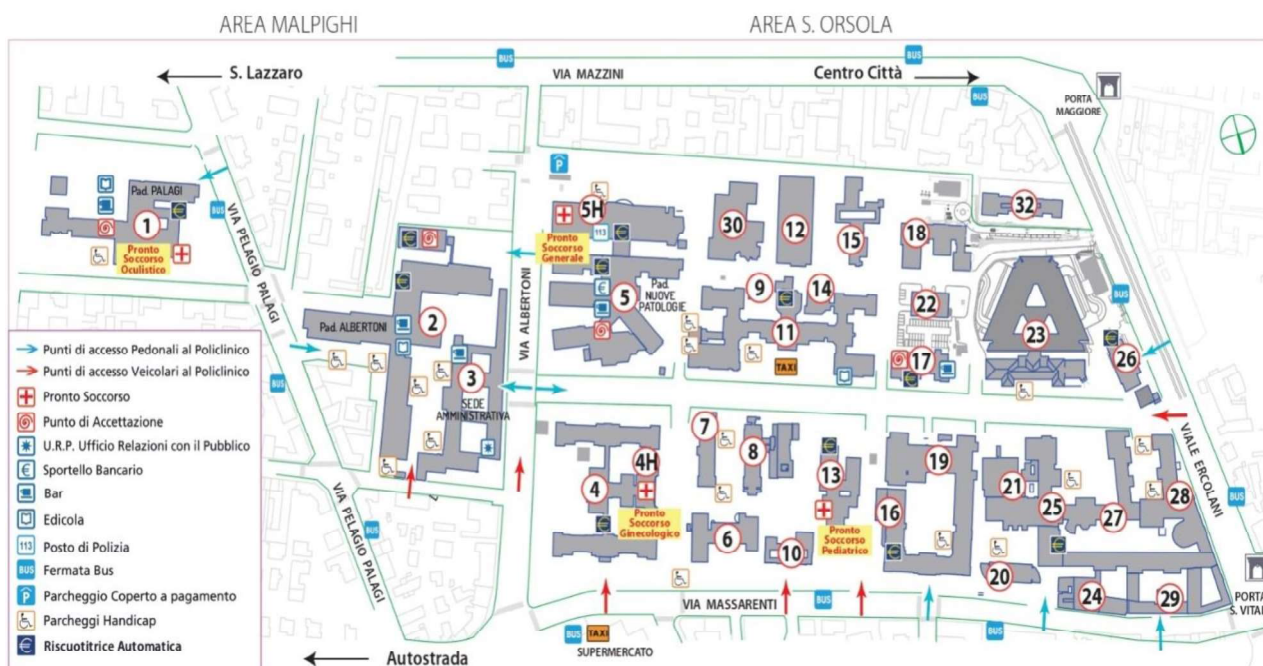 AREA MALPIGHI
AREA S. ORSOLA
BUS
BUS
S. Lazzaro
VIA MAZZINI
Centro Città
BUS
PORTA
MAGGIORE
P
Pad. PALAGI
1
Pronto
Soccorso
Oculistico
BUS
VIA PELAGIO PALAGI
5H
113
Pronto
Soccorso
Generale
30
12
15
18
32
Pad. ALBERTONI
2
3
SEDE
AMMINISTRATIVA
VIA ALBERTONI
5
Pad.
NUOVE
PATOLOGIE
9
14
11
TAXI
22
17
23
26
BUS
BUS
VIALE ERCOLANI
4
4H
Pronto
Soccorso
Ginecologico
7
8
6
10
13
Pronto
Soccorso
Pediatrico
16
19
21
25
27
28
20
24
29
BUS
PORTA
S. VITALE
VIA PELAGIO PALAGI
BUS
VIA MASSARENTI
BUS
BUS
BUS
TAXI
SUPERMERCATO
Autostrada
Punti di accesso Pedonali al Policlinico
Punti di accesso Veicolari al Policlinico
Pronto Soccorso
Punto di Accettazione
U.R.P. Ufficio Relazioni con il Pubblico
€ Sportello Bancario
Bar
Edicola
113 Posto di Polizia
BUS Fermata Bus
P Parcheggio Coperto a pagamento
Parcheggi Handicap
€ Riscuotitrice Automatica